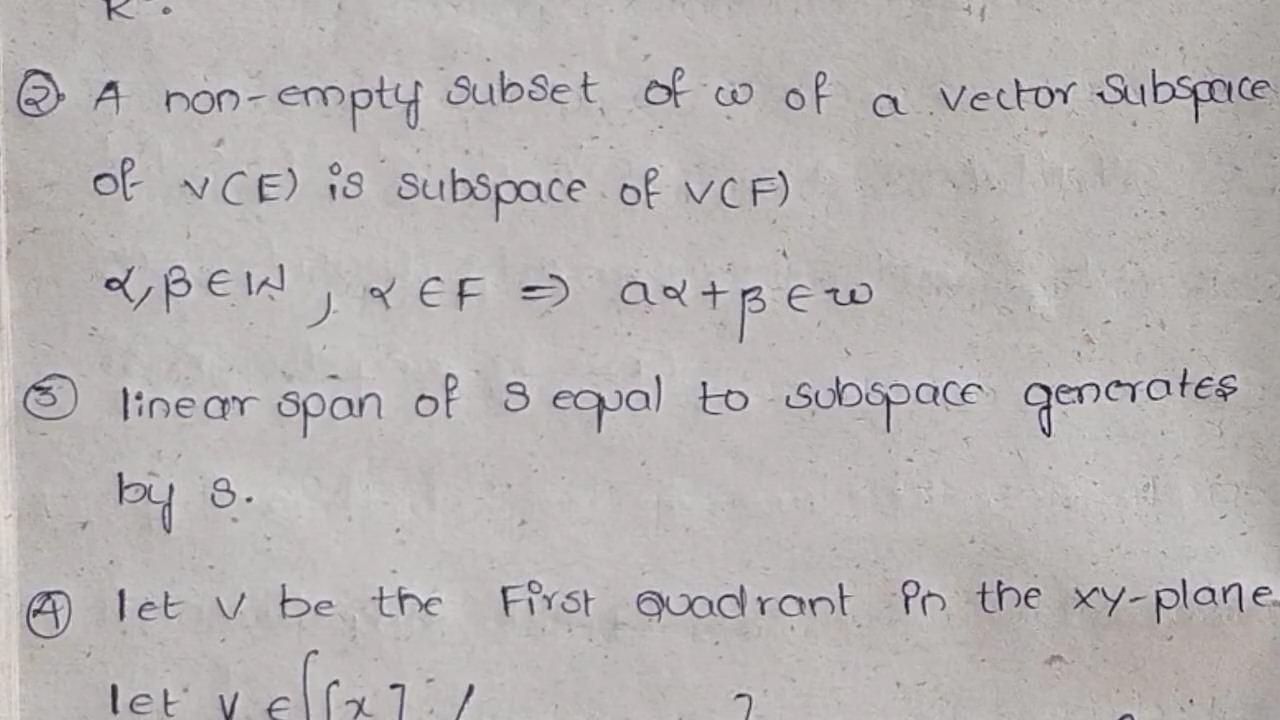 ② A non-empty subset of w of a vector subspace
of V(E) is subspace of V(F)
α, β ∈ W, α ∈ F ⇒ aα + β ∈ w
③ linear span of s equal to subspace generates
by s.
④ let V be the First quadrant in the xy-plane
let V ∈ {[x]: /